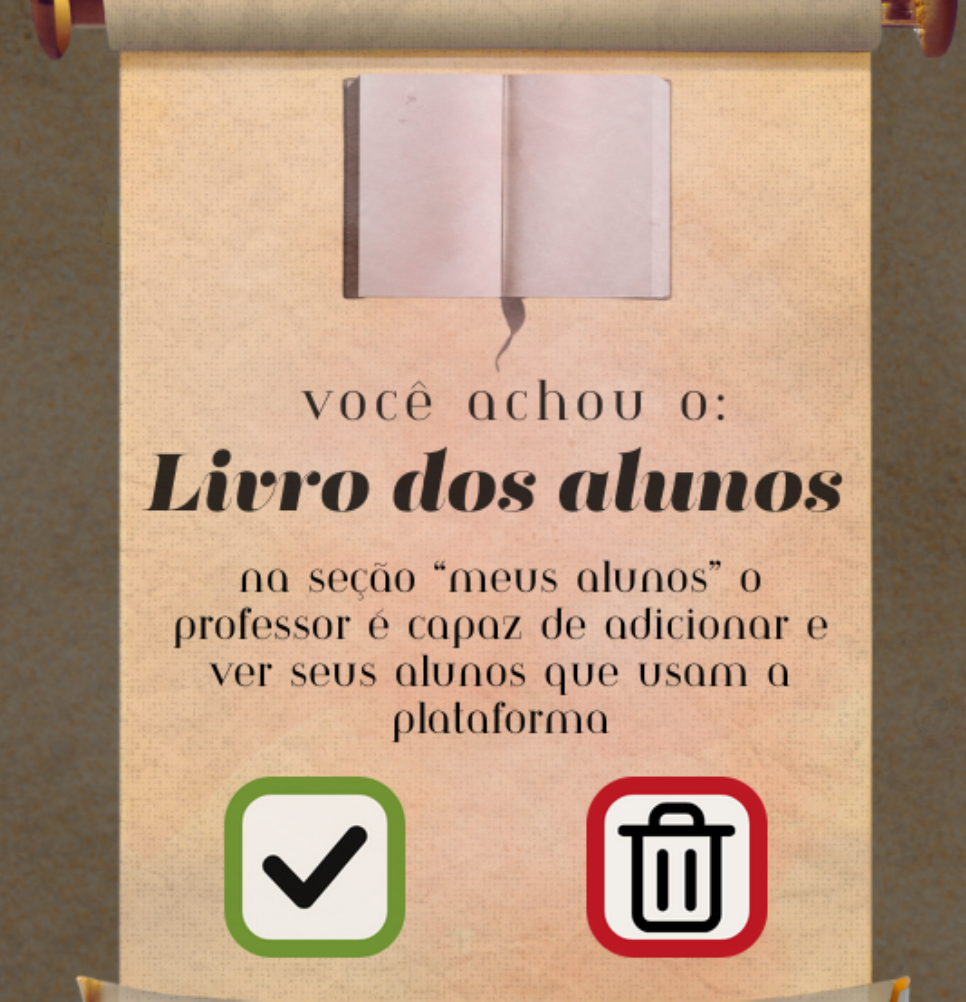 você achou o:
Livro dos alunos
na seção “meus alunos” o
professor é capaz de adicionar e
ver seus alunos que usam a
plataforma